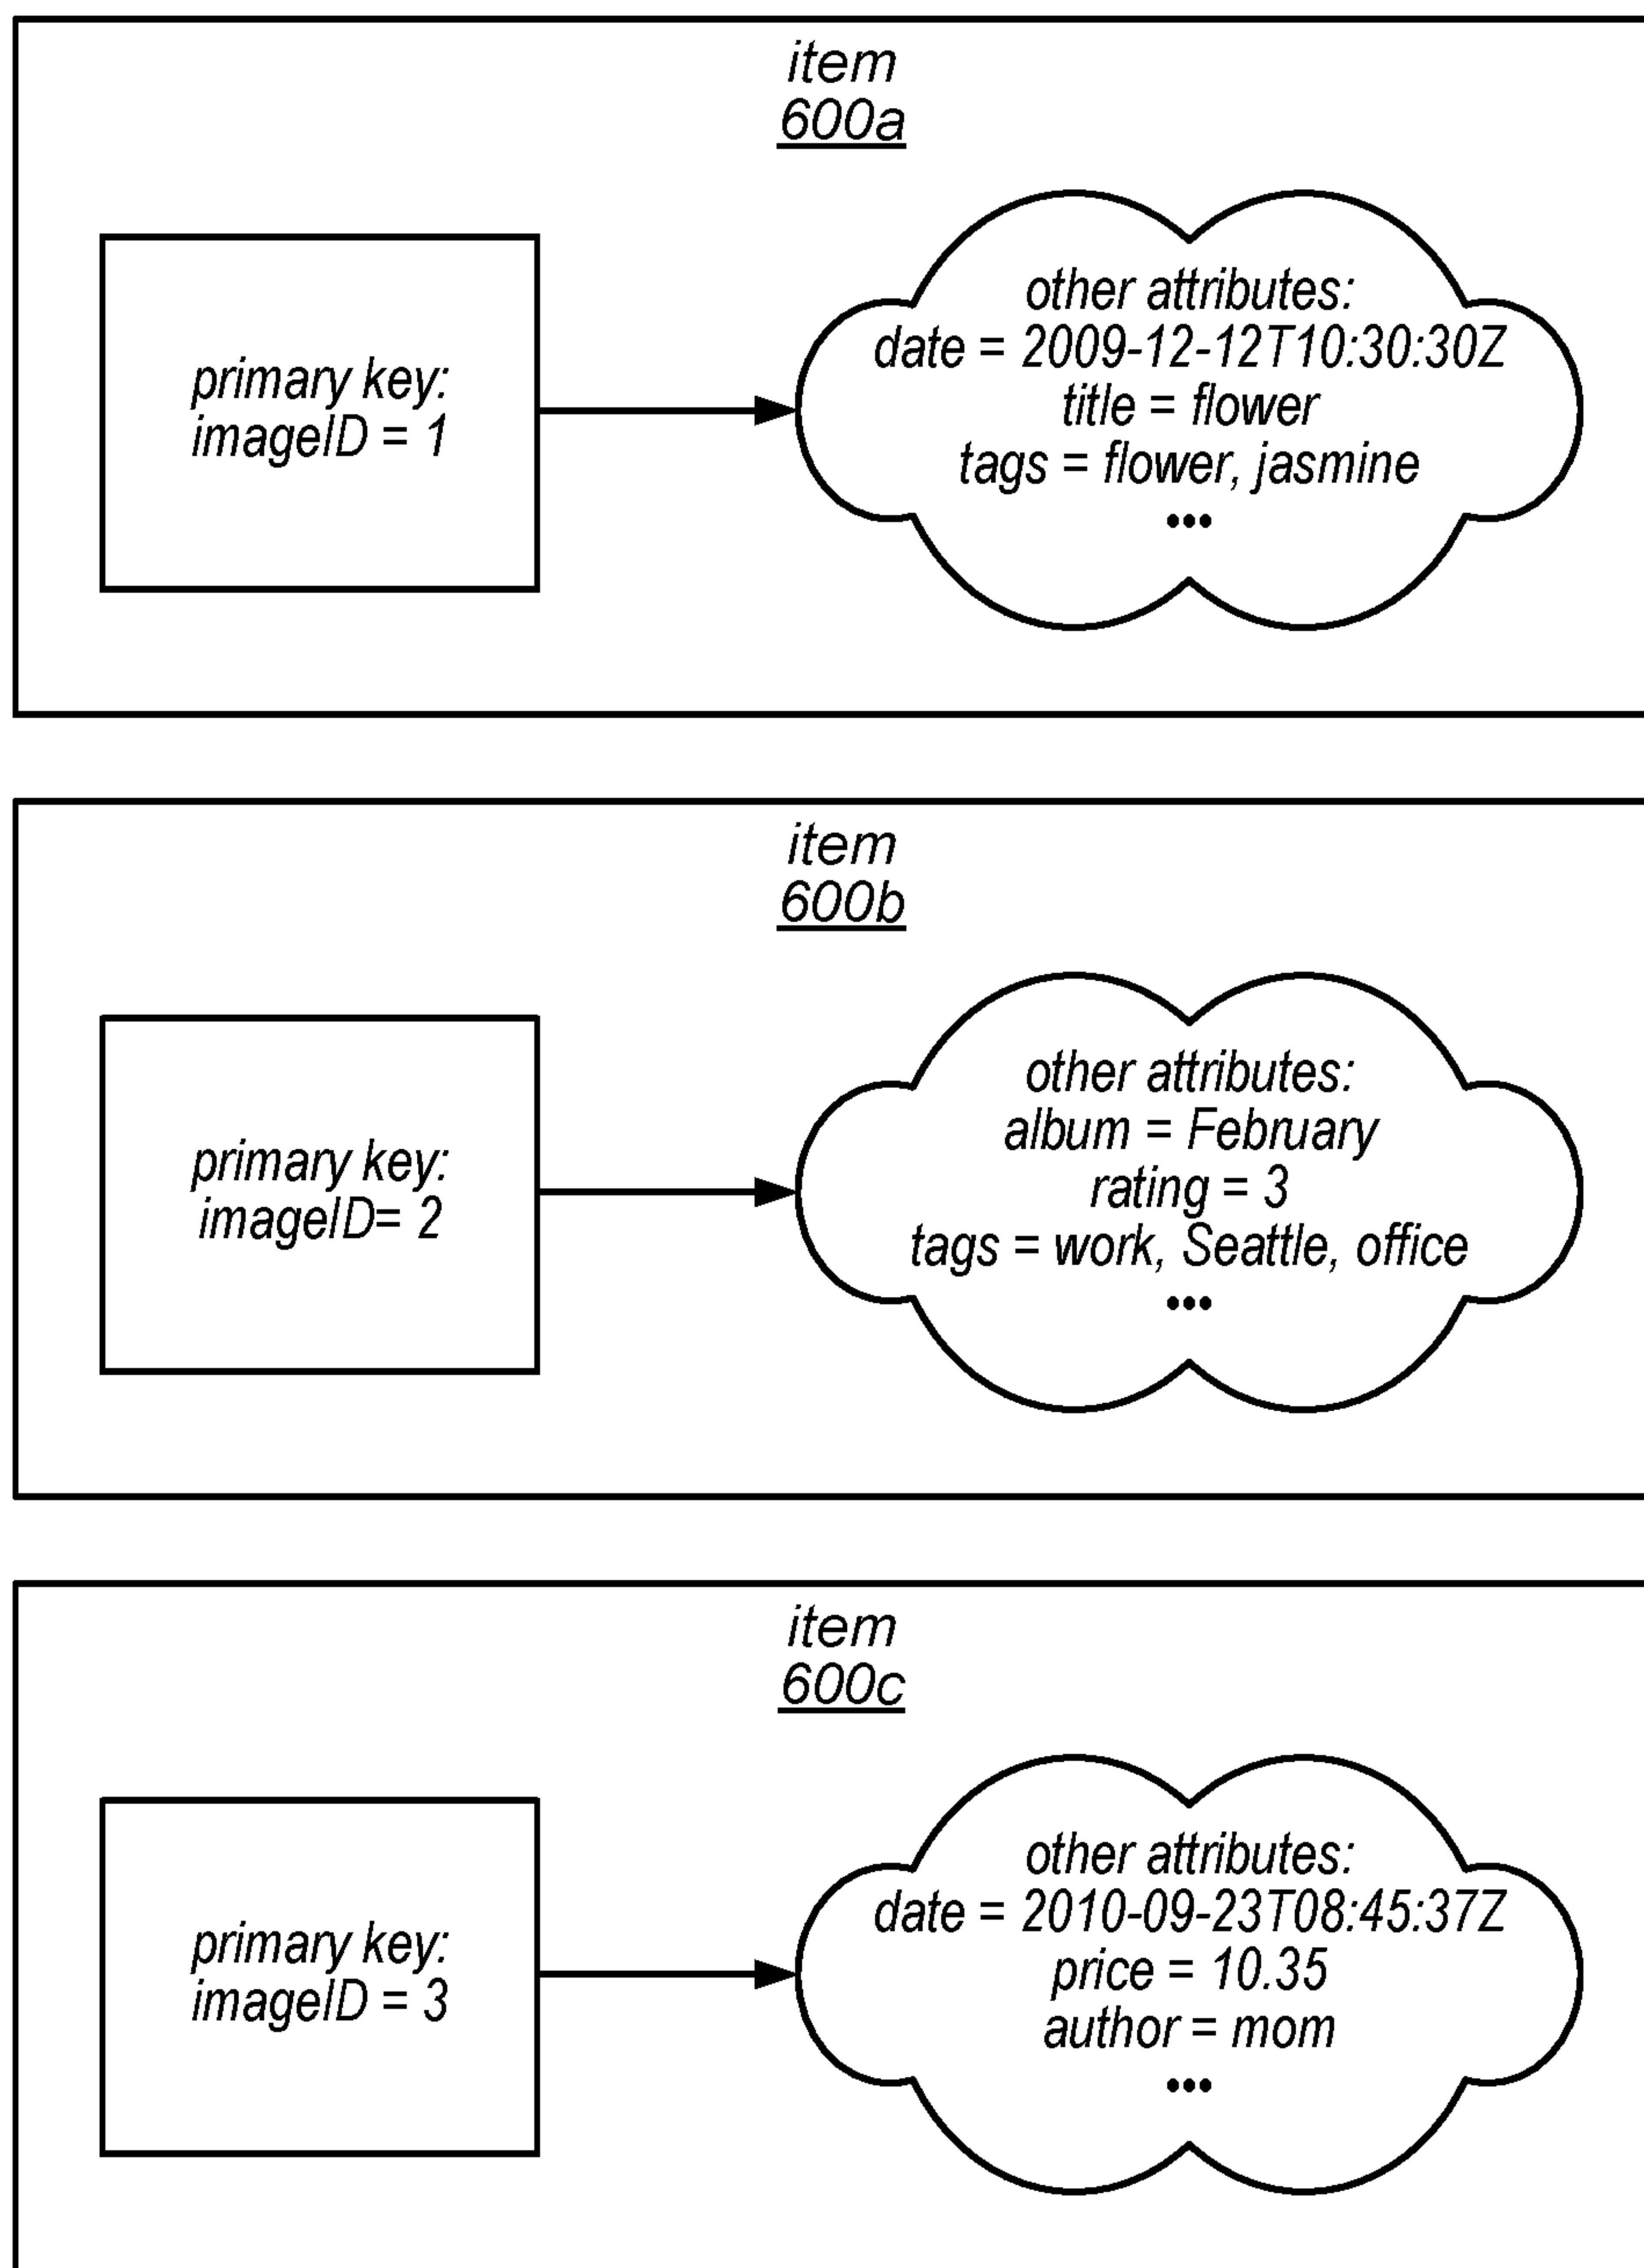 item
600a
primary key:
imageID = 1
other attributes:
date = 2009-12-12T10:30:30Z
title = flower
tags = flower, jasmine
•••
item
600b
primary key:
imageID= 2
other attributes:
album = February
rating = 3
tags = work, Seattle, office
•••
item
600c
primary key:
imageID = 3
other attributes:
date = 2010-09-23T08:45:37Z
price = 10.35
author = mom
•••